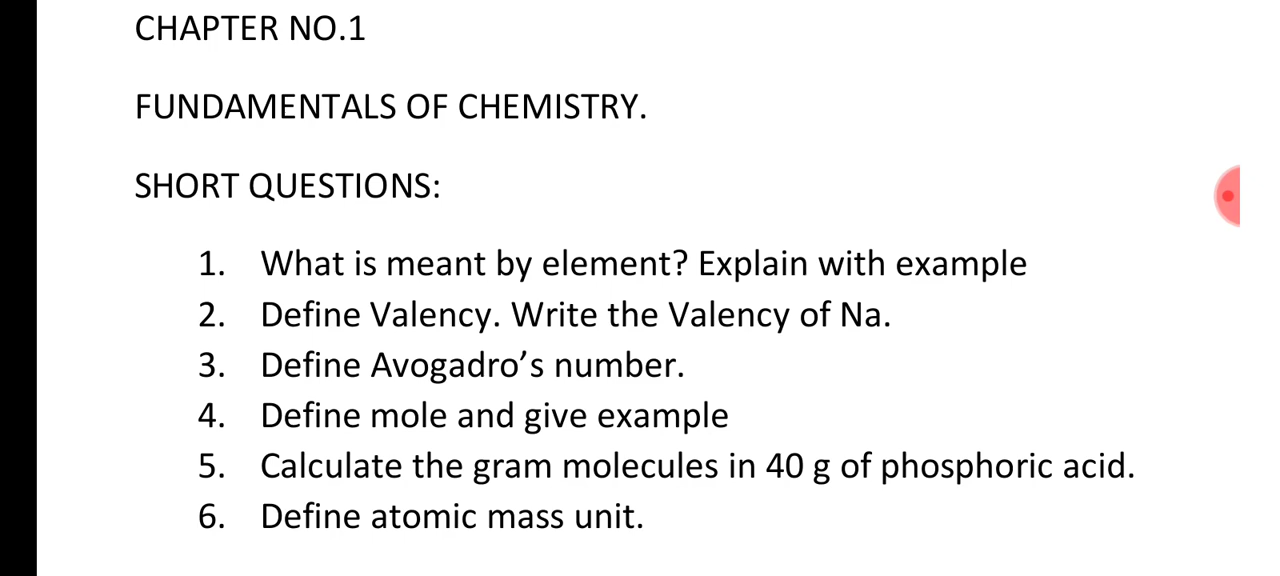 CHAPTER NO.1
FUNDAMENTALS OF CHEMISTRY.
SHORT QUESTIONS:
1. What is meant by element? Explain with example
2. Define Valency. Write the Valency of Na.
3. Define Avogadro’s number.
4. Define mole and give example
5. Calculate the gram molecules in 40 g of phosphoric acid.
6. Define atomic mass unit.